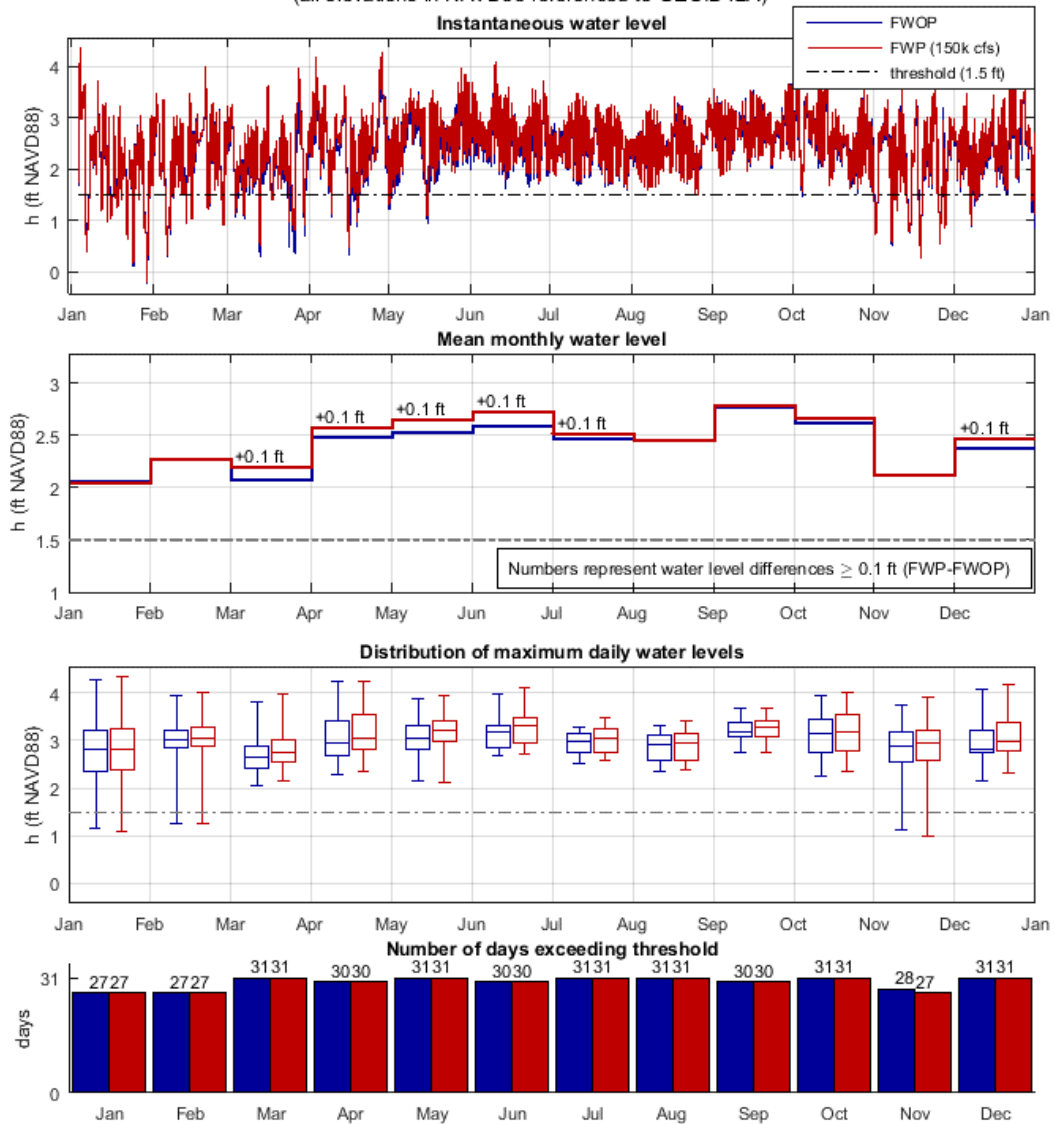 Instantaneous water level
FWOP
FWP (150k cfs)
threshold (1.5 ft)
h (ft NAVD88)
4
3
2
1
0
Jan Feb Mar Apr May Jun Jul Aug Sep Oct Nov Dec Jan
Mean monthly water level
h (ft NAVD88)
3
2.5
2
1.5
1
+0.1 ft
+0.1 ft
+0.1 ft
+0.1 ft
+0.1 ft
+0.1 ft
Numbers represent water level differences ≥ 0.1 ft (FWP-FWOP)
Jan Feb Mar Apr May Jun Jul Aug Sep Oct Nov Dec Jan
Distribution of maximum daily water levels
h (ft NAVD88)
4
3
2
1
0
Jan Feb Mar Apr May Jun Jul Aug Sep Oct Nov Dec Jan
Number of days exceeding threshold
days
31
0
27 27 27 27 31 31 30 30 31 31 30 30 31 31 31 31 30 30 31 31 28 27 31 31
Jan Feb Mar Apr May Jun Jul Aug Sep Oct Nov Dec